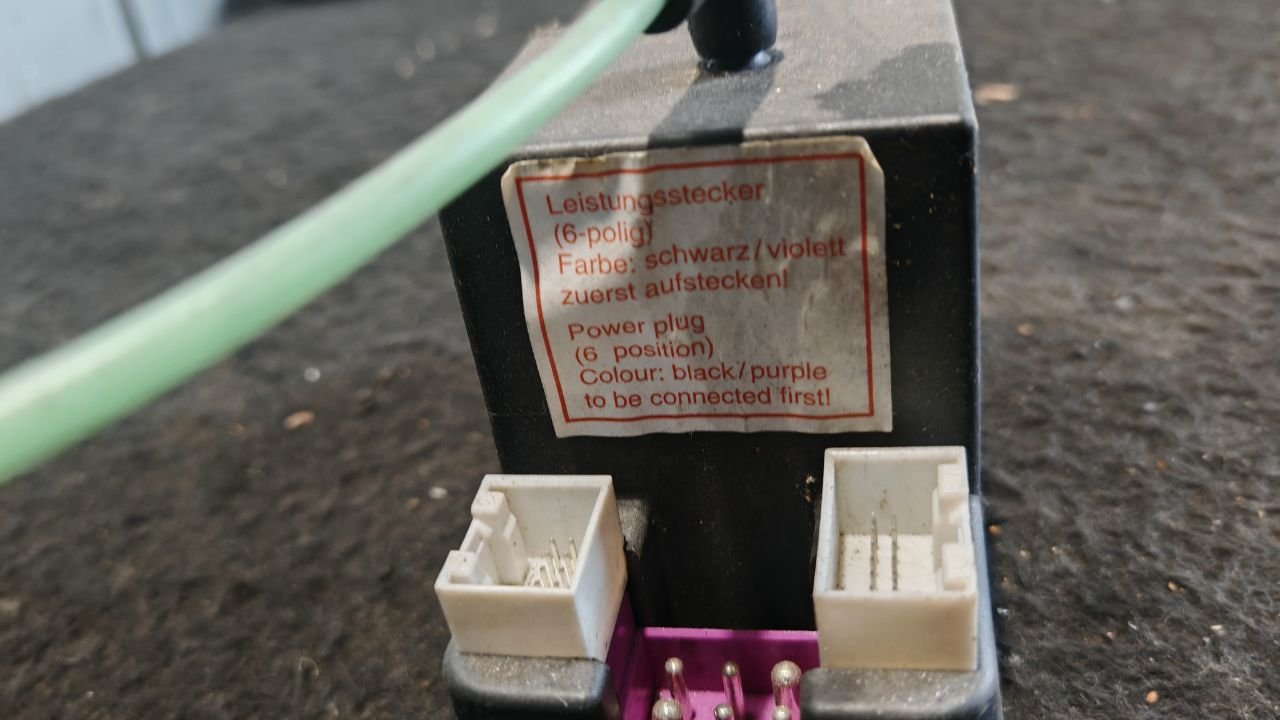 Leistungsstecker
(6-polig)
Farbe: schwarz/violett
zuerst aufstecken!
Power plug
(6 position)
Colour: black/purple
to be connected first!